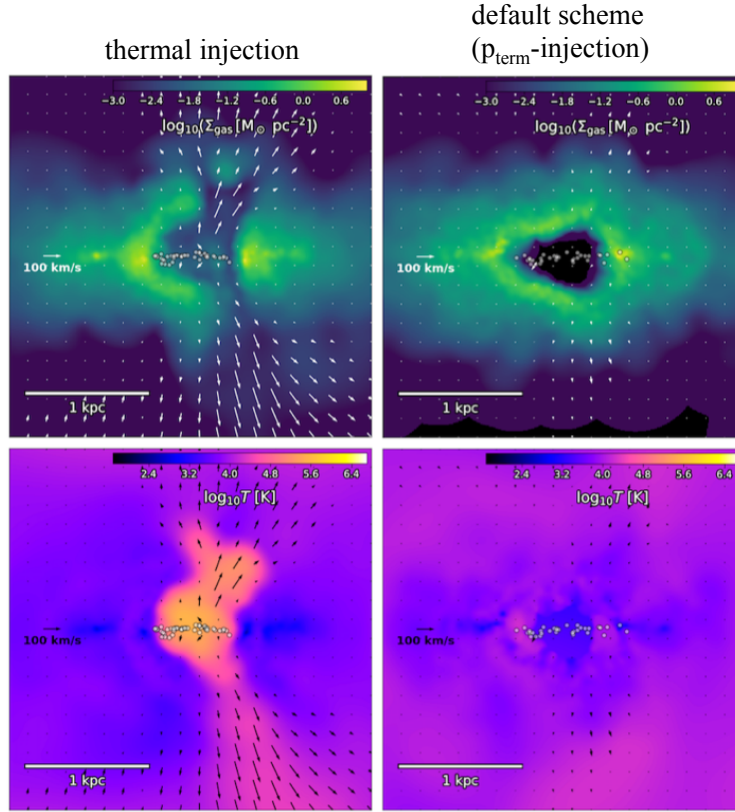 thermal injection
default scheme
(pterm-injection)
−3.0 −2.4 −1.8 −1.2 −0.6 0.0 0.6
log10(Σgas [M⊙ pc−2])
100 km/s
1 kpc
−3.0 −2.4 −1.8 −1.2 −0.6 0.0 0.6
log10(Σgas [M⊙ pc−2])
100 km/s
1 kpc
2.4 3.2 4.0 4.8 5.6 6.4
log10T [K]
100 km/s
1 kpc
2.4 3.2 4.0 4.8 5.6 6.4
log10T [K]
100 km/s
1 kpc